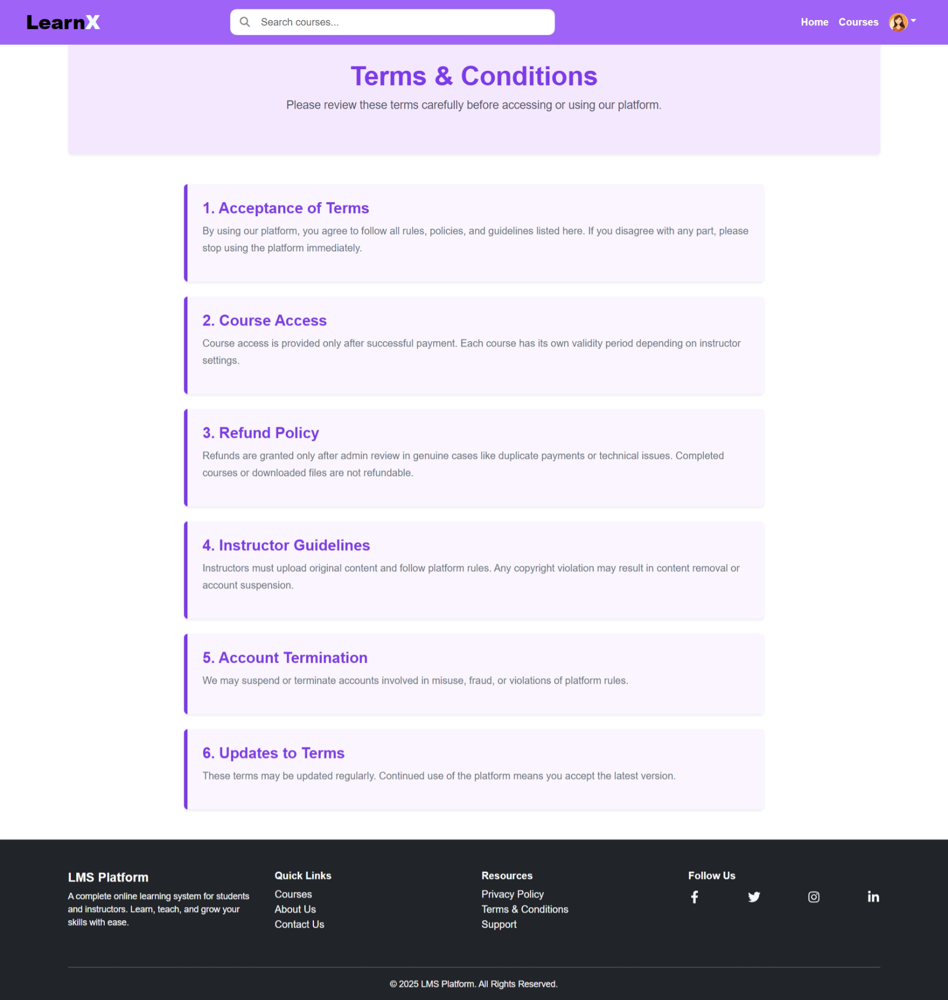 LearnX
Search courses...
Home
Courses
Terms & Conditions
Please review these terms carefully before accessing or using our platform.
1. Acceptance of Terms
By using our platform, you agree to follow all rules, policies, and guidelines listed here. If you disagree with any part, please
stop using the platform immediately.
2. Course Access
Course access is provided only after successful payment. Each course has its own validity period depending on instructor
settings.
3. Refund Policy
Refunds are granted only after admin review in genuine cases like duplicate payments or technical issues. Completed
courses or downloaded files are not refundable.
4. Instructor Guidelines
Instructors must upload original content and follow platform rules. Any copyright violation may result in content removal or
account suspension.
5. Account Termination
We may suspend or terminate accounts involved in misuse, fraud, or violations of platform rules.
6. Updates to Terms
These terms may be updated regularly. Continued use of the platform means you accept the latest version.
LMS Platform
A complete online learning system for students
and instructors. Learn, teach, and grow your
skills with ease.
Quick Links
Courses
About Us
Contact Us
Resources
Privacy Policy
Terms & Conditions
Support
Follow Us
© 2025 LMS Platform. All Rights Reserved.